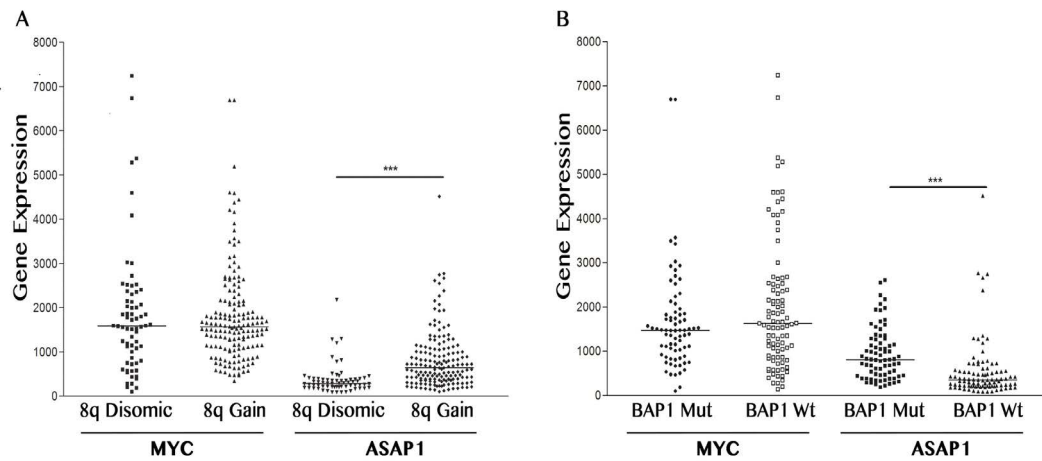 A
Gene Expression
8000
7000
6000
5000
4000
3000
2000
1000
0
***
8q Disomic 8q Gain 8q Disomic 8q Gain
MYC ASAP1
B
Gene Expression
8000
7000
6000
5000
4000
3000
2000
1000
0
***
BAP1 Mut BAP1 Wt BAP1 Mut BAP1 Wt
MYC ASAP1